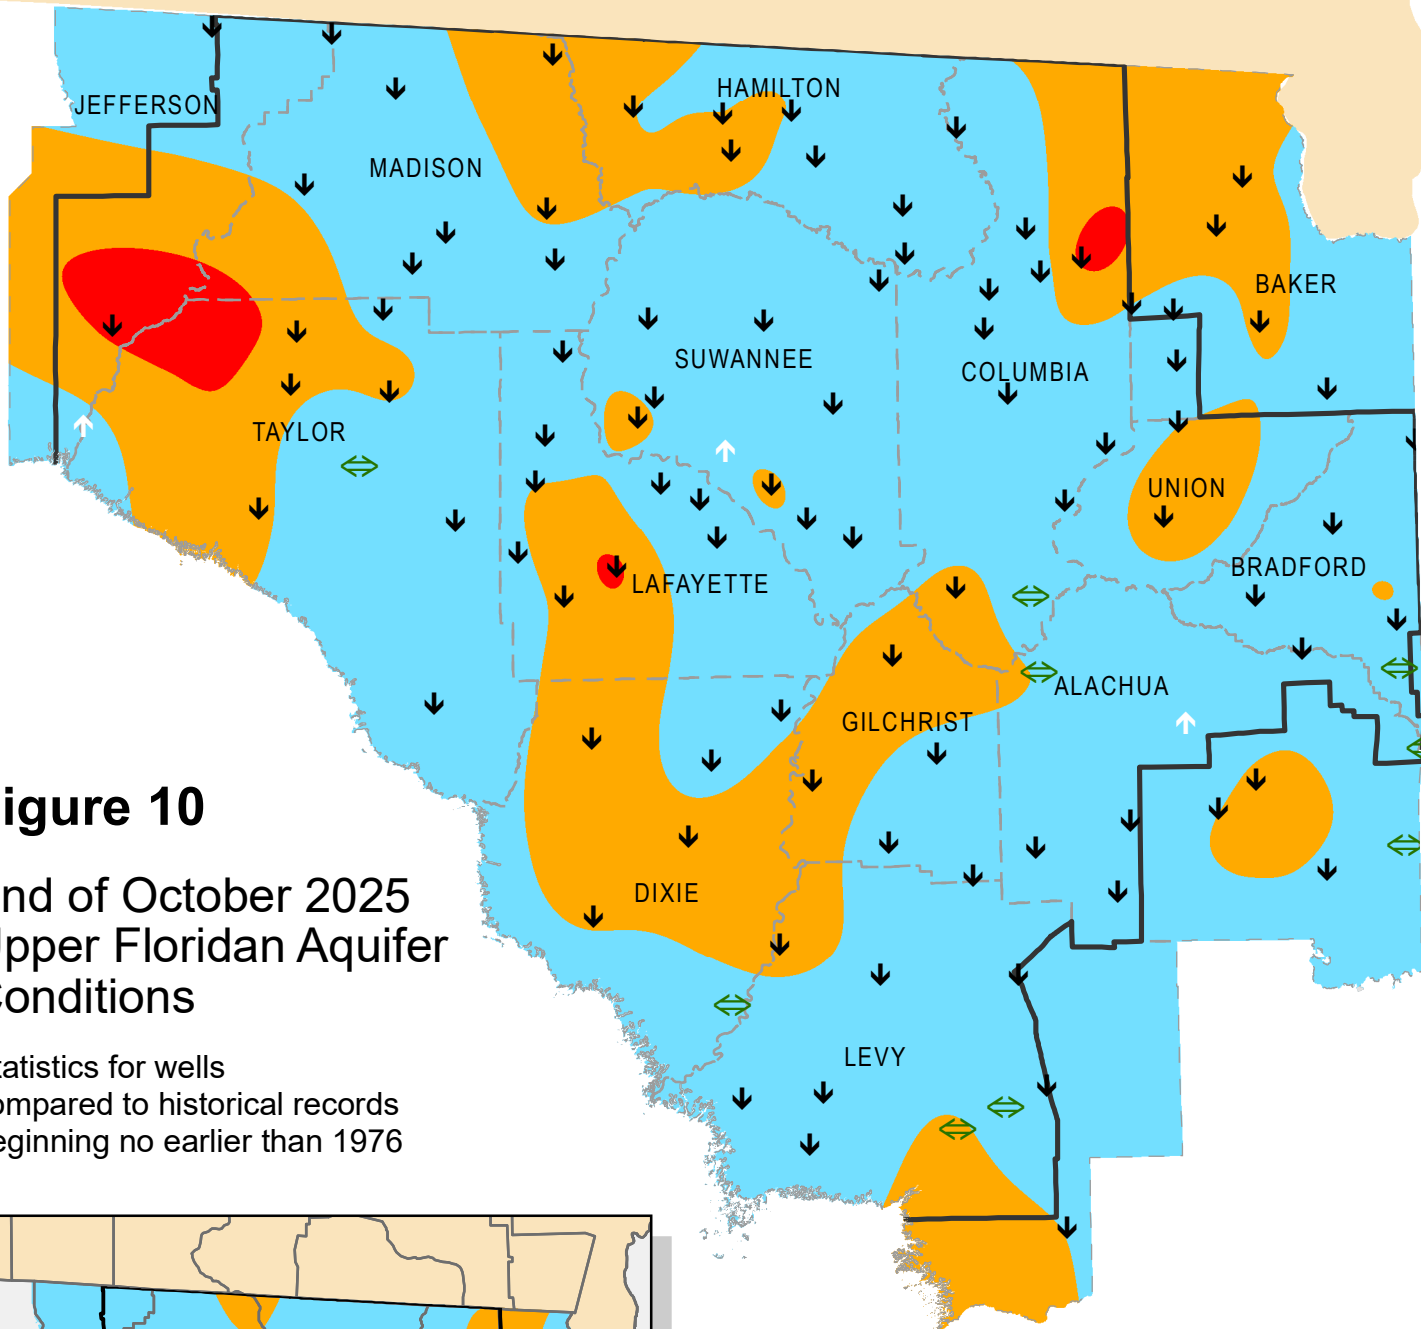 JEFFERSON
HAMILTON
MADISON
BAKER
SUWANNEE
COLUMBIA
TAYLOR
UNION
BRADFORD
LAFAYETTE
ALACHUA
GILCHRIST
DIXIE
LEVY
igure 10
nd of October 2025
pper Floridan Aquifer
onditions
tatistics for wells
ompared to historical records
eginning no earlier than 1976